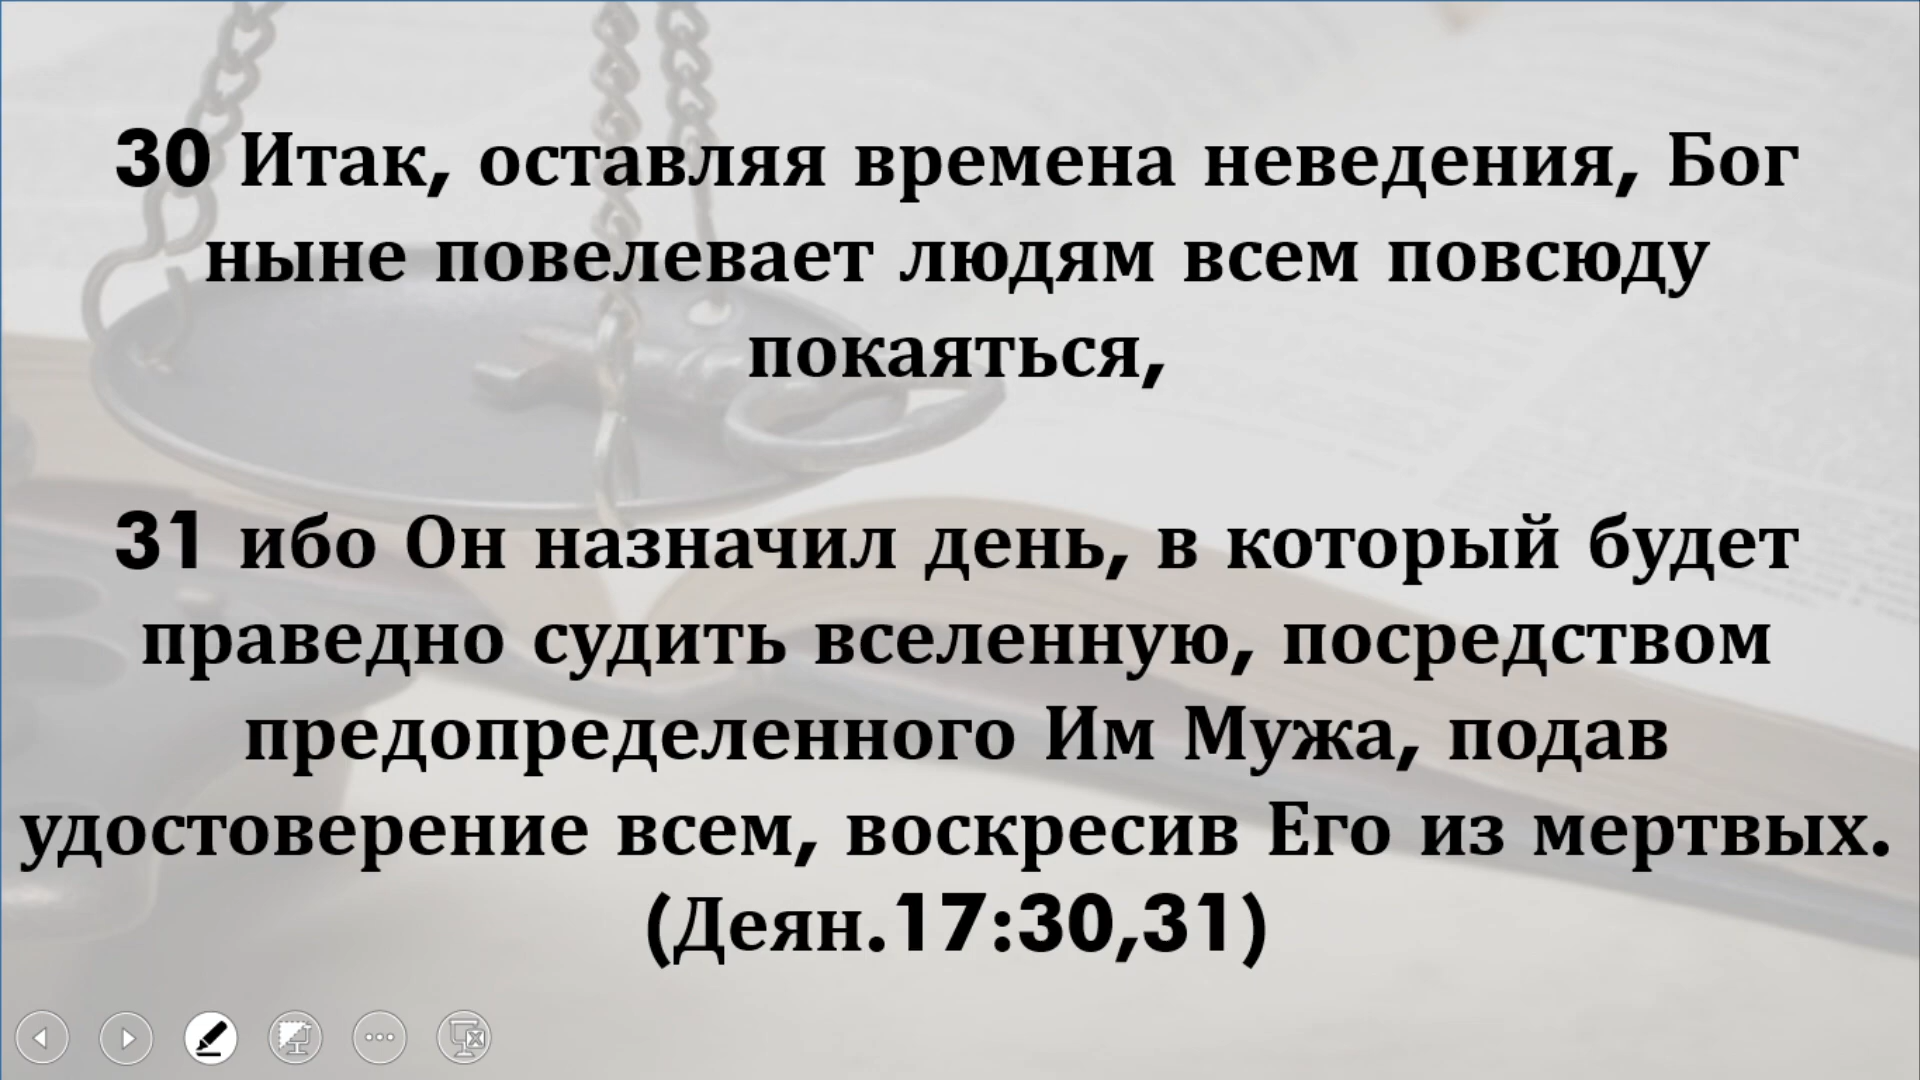 30 Итак, оставляя времена неведения, Бог
ныне повелевает людям всем повсюду
покаяться,
31 ибо Он назначил день, в который будет
праведно судить вселенную, посредством
предопределенного Им Мужа, подав
удостоверение всем, воскресив Его из мертвых.
(Деян.17:30,31)